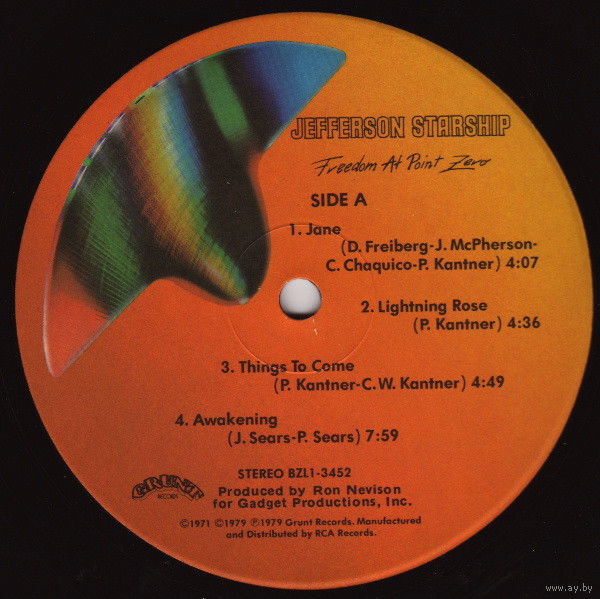 JEFFERSON STARSHIP
Freedom At Point Zero
SIDE A
1. Jane
(D. Freiberg-J. McPherson-
C. Chaquico-P. Kantner) 4:07
2. Lightning Rose
(P. Kantner) 4:36
3. Things To Come
(P. Kantner-C.W. Kantner) 4:49
4. Awakening
(J. Sears-P. Sears) 7:59
STEREO BZL1-3452
GRUNT
RECORDS
Produced by Ron Nevison
for Gadget Productions, Inc.
©1971 ©1979 ℗1979 Grunt Records. Manufactured
and Distributed by RCA Records.
www.ay.by